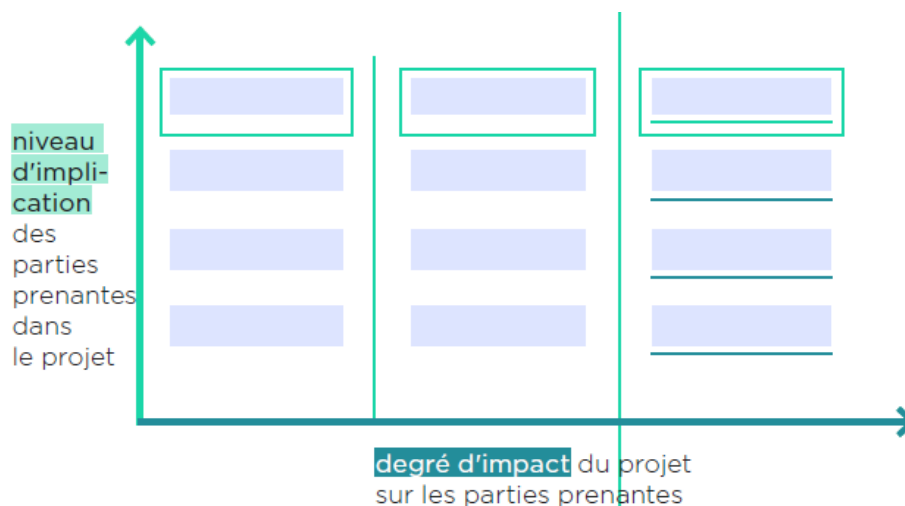 niveau
d'impli-
cation
des
parties
prenantes
dans
le projet
degré d'impact du projet
sur les parties prenantes